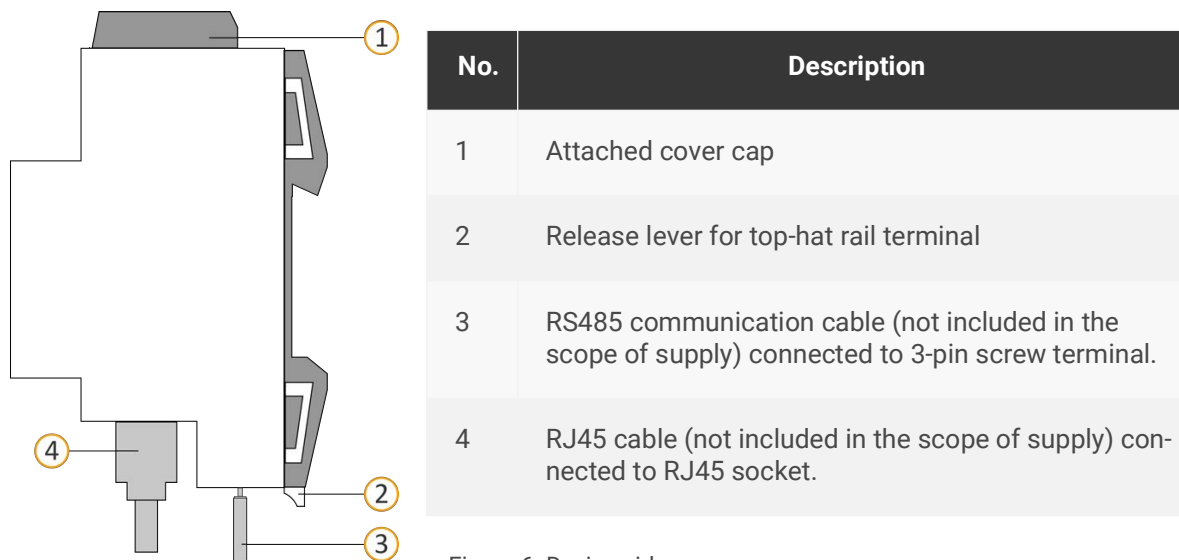 1
4
2
3
No. Description
1 Attached cover cap
2 Release lever for top-hat rail terminal
3 RS485 communication cable (not included in the
scope of supply) connected to 3-pin screw terminal.
4 RJ45 cable (not included in the scope of supply) con-
nected to RJ45 socket.